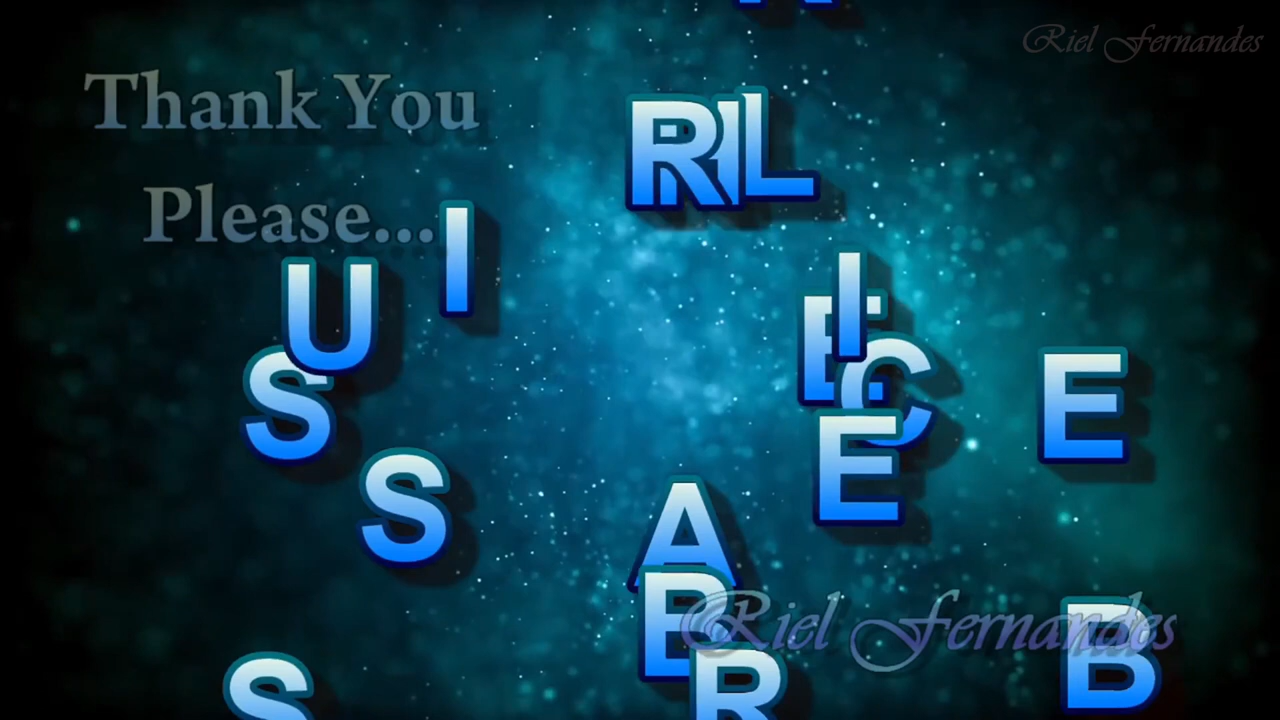 Riel Fernandes
Thank You
Please...
R I L
I
U
I
E
C
E
S
E
S
A
B
Riel Fernandes
B
R
S